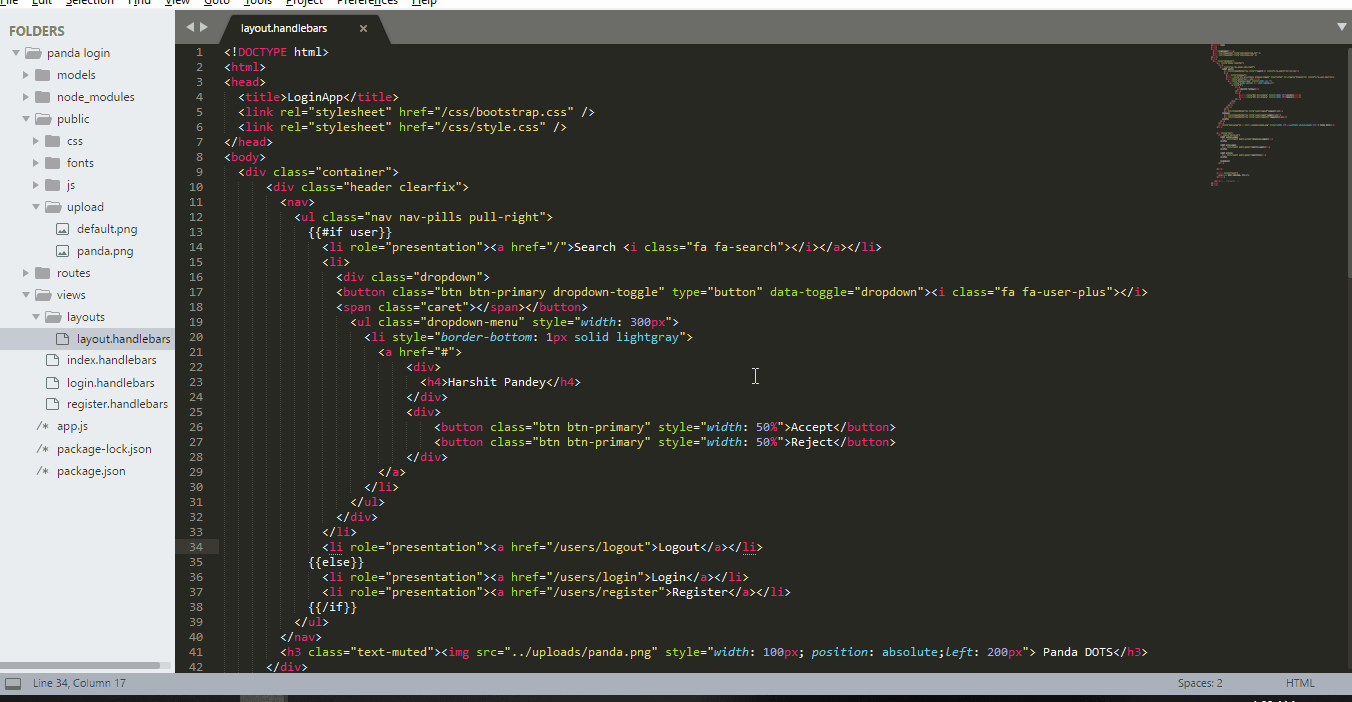 File Edit Selection Find View Goto Tools Project Preferences Help
FOLDERS
panda login
models
node_modules
public
css
fonts
js
upload
default.png
panda.png
routes
views
layouts
layout.handlebars
index.handlebars
login.handlebars
register.handlebars
/* app.js
/* package-lock.json
/* package.json
layout.handlebars ×
1 <!DOCTYPE html>
2 <html>
3 <head>
4 <title>LoginApp</title>
5 <link rel="stylesheet" href="/css/bootstrap.css" />
6 <link rel="stylesheet" href="/css/style.css" />
7 </head>
8 <body>
9 <div class="container">
10 <div class="header clearfix">
11 <nav>
12 <ul class="nav nav-pills pull-right">
13 {{#if user}}
14 <li role="presentation"><a href="/">Search <i class="fa fa-search"></i></a></li>
15 <li>
16 <div class="dropdown">
17 <button class="btn btn-primary dropdown-toggle" type="button" data-toggle="dropdown"><i class="fa fa-user-plus"></i>
18 <span class="caret"></span></button>
19 <ul class="dropdown-menu" style="width: 300px">
20 <li style="border-bottom: 1px solid lightgray">
21 <a href="#">
22 <div>
23 <h4>Harshit Pandey</h4>
24 </div>
25 <div>
26 <button class="btn btn-primary" style="width: 50%">Accept</button>
27 <button class="btn btn-primary" style="width: 50%">Reject</button>
28 </div>
29 </a>
30 </li>
31 </ul>
32 </div>
33 </li>
34 <li role="presentation"><a href="/users/logout">Logout</a></li>
35 {{else}}
36 <li role="presentation"><a href="/users/login">Login</a></li>
37 <li role="presentation"><a href="/users/register">Register</a></li>
38 {{/if}}
39 </ul>
40 </nav>
41 <h3 class="text-muted"><img src="../uploads/panda.png" style="width: 100px; position: absolute;left: 200px"> Panda DOTS</h3>
42 </div>
Line 34, Column 17
Spaces: 2
HTML